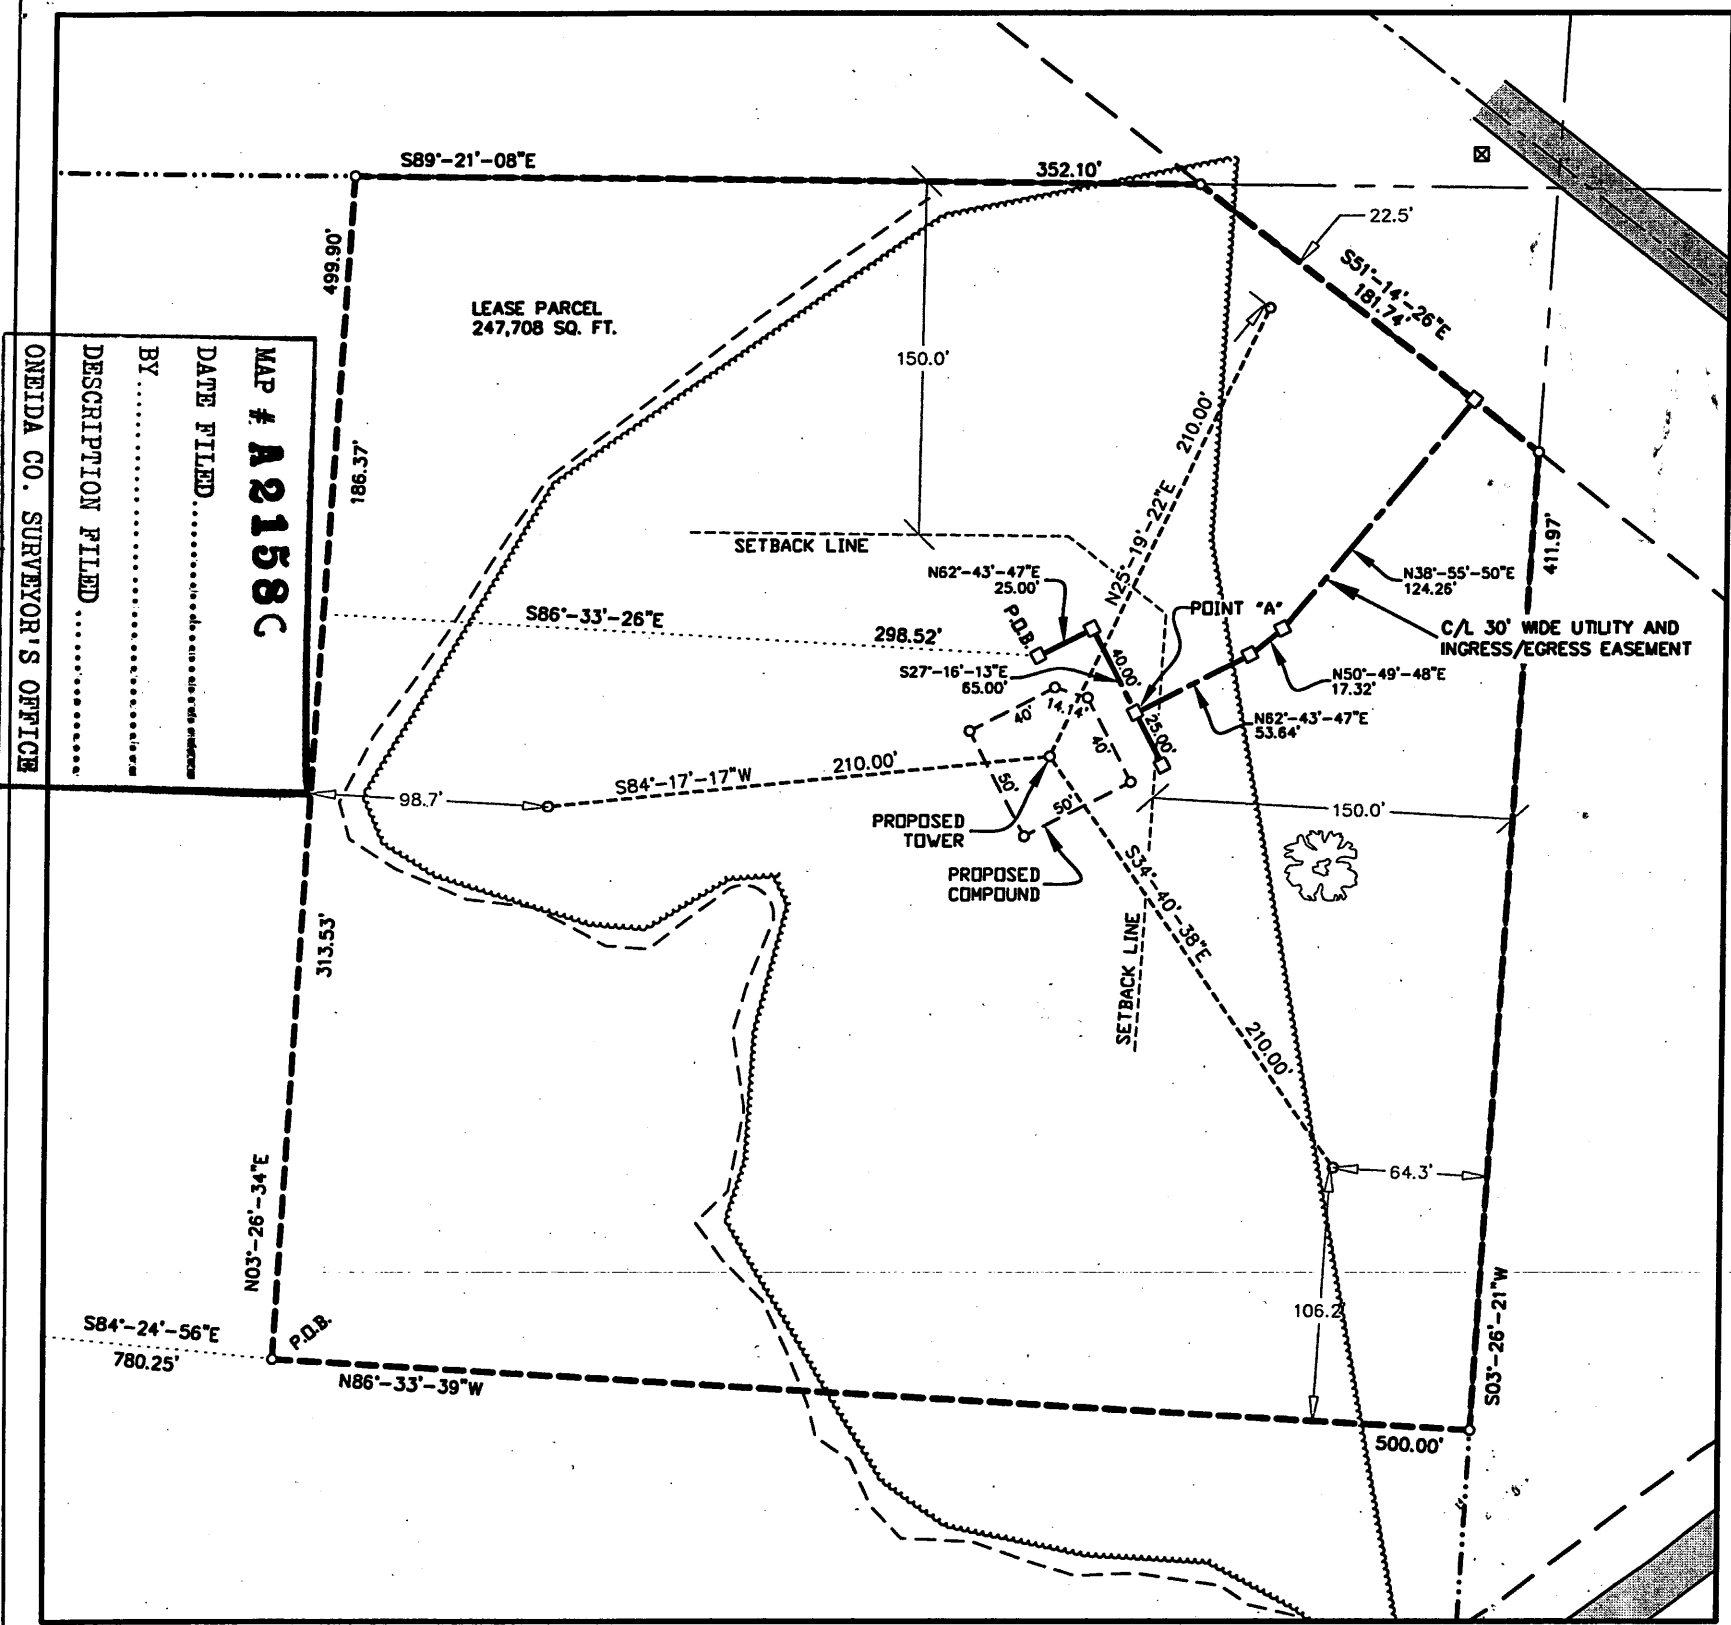 S89°-21'-08"E
352.10'
22.5'
S51°-14'-26"E
181.74'
499.90'
LEASE PARCEL
247,708 SQ. FT.
150.0'
210.00'
N25°-19'-22"E
186.37'
SETBACK LINE
N62°-43'-47"E
25.00'
P.O.B.
S86°-33'-26"E
298.52'
S27°-16'-13"E
65.00'
40.00'
POINT "A"
25.00'
411.97'
N38°-55'-50"E
124.26'
C/L 30' WIDE UTILITY AND
INGRESS/EGRESS EASEMENT
N50°-49'-48"E
17.32'
N62°-43'-47"E
53.64'
40'
14.14'
40'
50'
50'
S84°-17'-17"W
210.00'
98.7'
150.0'
PROPOSED
TOWER
PROPOSED
COMPOUND
S34°-40'-38"E
210.00'
SETBACK LINE
64.3'
106.2'
313.53'
N03°-26'-34"E
S03°-26'-21"W
S84°-24'-56"E
780.25'
P.O.B.
N86°-33'-39"W
500.00'
MAP # A2158C
DATE FILED
BY
DESCRIPTION FILED
ONEIDA CO. SURVEYOR'S OFFICE